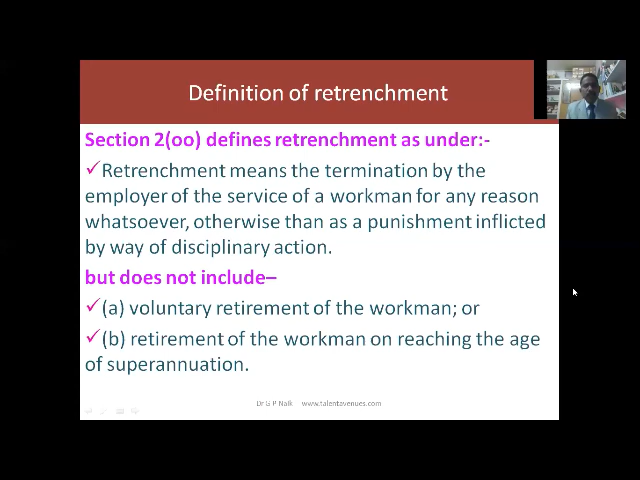 Definition of retrenchment
Section 2(oo) defines retrenchment as under:-
✓Retrenchment means the termination by the
employer of the service of a workman for any reason
whatsoever, otherwise than as a punishment inflicted
by way of disciplinary action.
but does not include–
✓(a) voluntary retirement of the workman; or
✓(b) retirement of the workman on reaching the age
of superannuation.
Dr G P Naik www.talentavenues.com